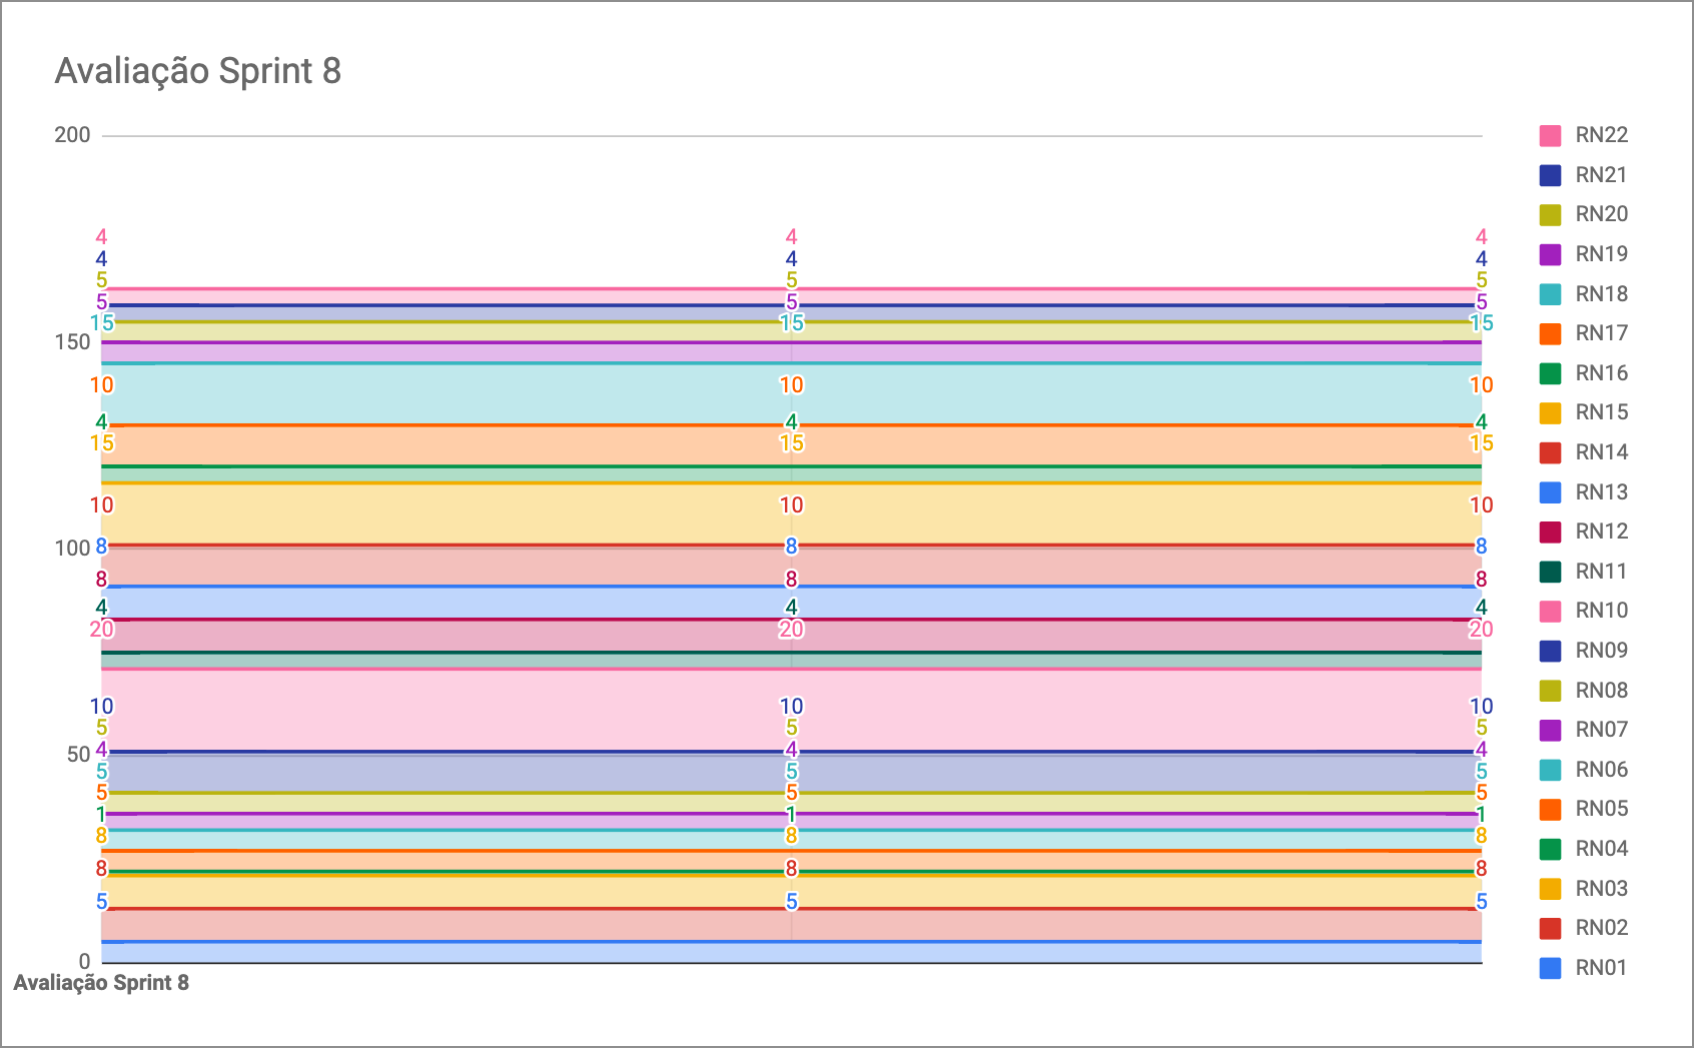 Avaliação Sprint 8
200
4 4 4
4 4 4
5 5 5
5 5 5
15 15 15
150
10 10 10
4 4 4
15 15 15
10 10 10
100 8 8 8
8 8 8
4 4 4
20 20 20
10 10 10
5 5 5
50 4 4 4
5 5 5
5 5 5
1 1 1
8 8 8
8 8 8
5 5 5
0
Avaliação Sprint 8
RN22
RN21
RN20
RN19
RN18
RN17
RN16
RN15
RN14
RN13
RN12
RN11
RN10
RN09
RN08
RN07
RN06
RN05
RN04
RN03
RN02
RN01